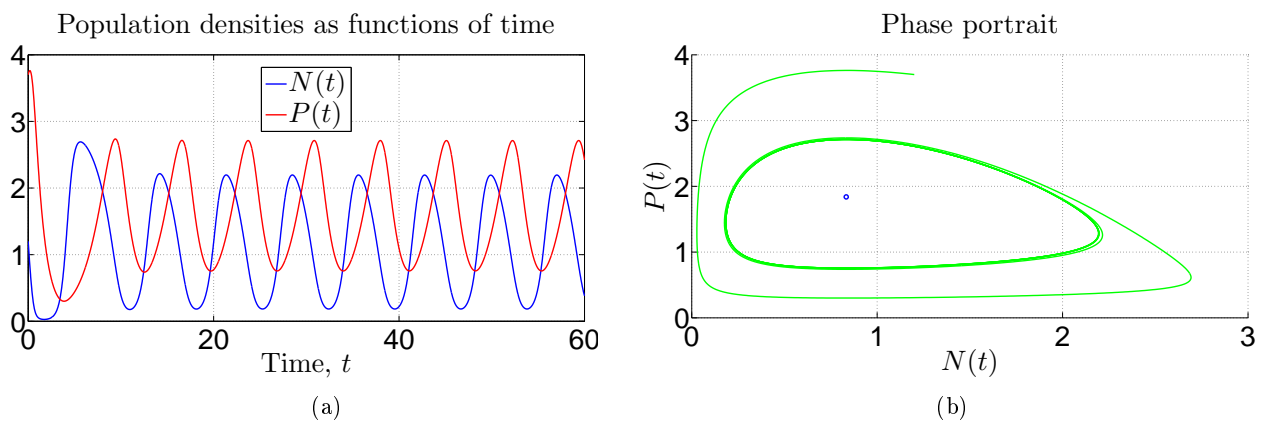 Population densities as functions of time
4
3
2
1
0
N(t)
P(t)
0
20
40
60
Time, t
(a)
Phase portrait
4
3
2
1
0
P(t)
0
1
2
3
N(t)
(b)